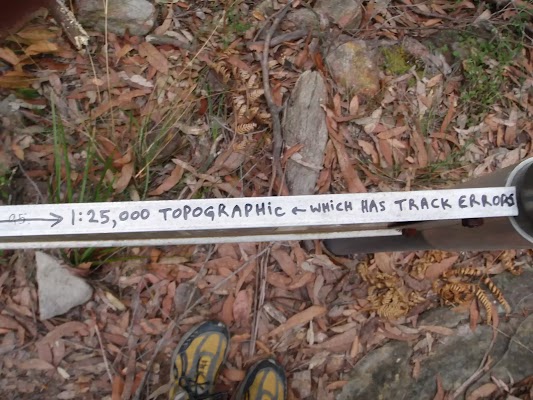 → 1:25,000 TOPOGRAPHiC ← WHICH HAS TRACK ERRORS